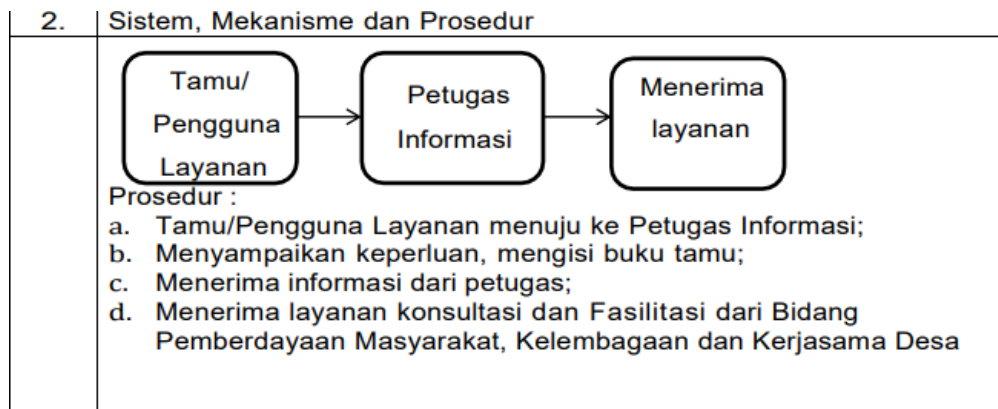 2. Sistem, Mekanisme dan Prosedur
Tamu/
Pengguna
Layanan
Petugas
Informasi
Menerima
layanan
Prosedur :
a. Tamu/Pengguna Layanan menuju ke Petugas Informasi;
b. Menyampaikan keperluan, mengisi buku tamu;
c. Menerima informasi dari petugas;
d. Menerima layanan konsultasi dan Fasilitasi dari Bidang
Pemberdayaan Masyarakat, Kelembagaan dan Kerjasama Desa